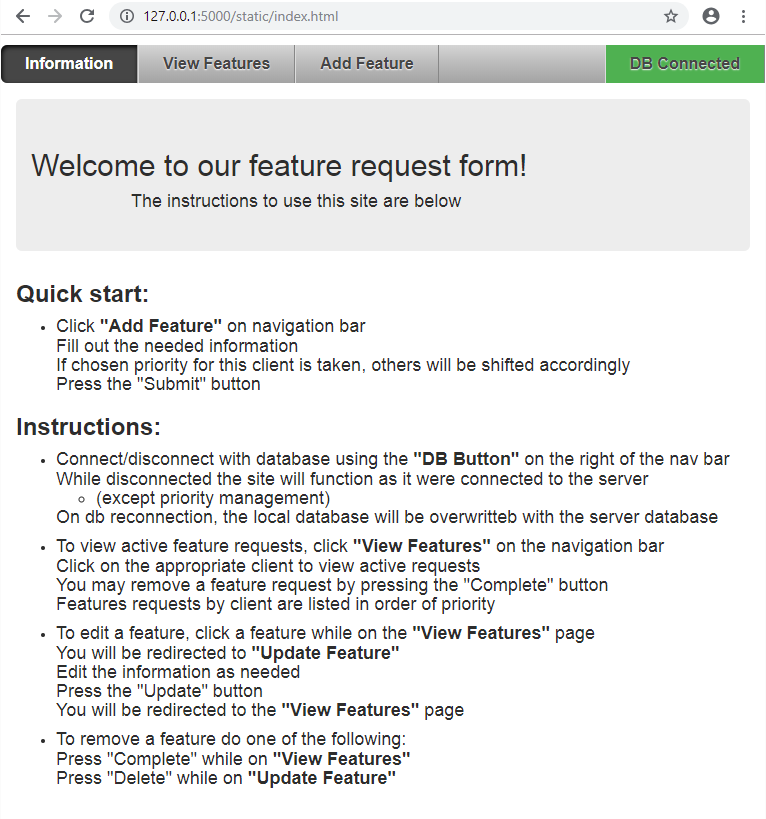 127.0.0.1:5000/static/index.html
Information View Features Add Feature DB Connected
Welcome to our feature request form!
The instructions to use this site are below
Quick start:
Click "Add Feature" on navigation bar
Fill out the needed information
If chosen priority for this client is taken, others will be shifted accordingly
Press the "Submit" button
Instructions:
Connect/disconnect with database using the "DB Button" on the right of the nav bar
While disconnected the site will function as it were connected to the server
(except priority management)
On db reconnection, the local database will be overwritteb with the server database
To view active feature requests, click "View Features" on the navigation bar
Click on the appropriate client to view active requests
You may remove a feature request by pressing the "Complete" button
Features requests by client are listed in order of priority
To edit a feature, click a feature while on the "View Features" page
You will be redirected to "Update Feature"
Edit the information as needed
Press the "Update" button
You will be redirected to the "View Features" page
To remove a feature do one of the following:
Press "Complete" while on "View Features"
Press "Delete" while on "Update Feature"